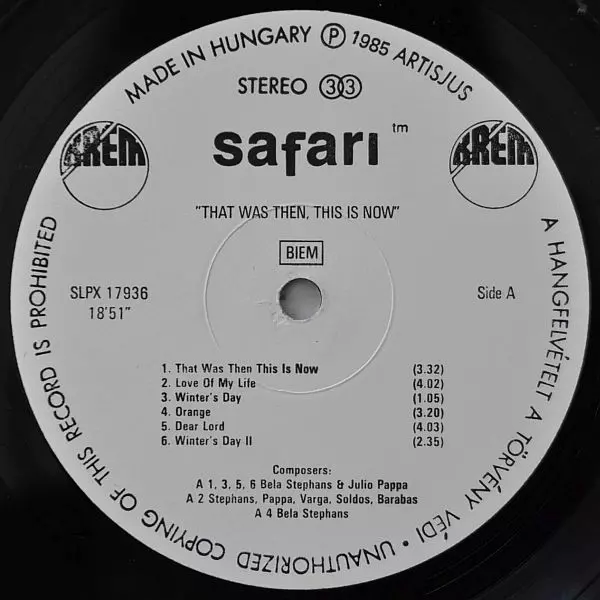 MADE IN HUNGARY Ⓟ 1985 ARTISJUS
STEREO 33
KRÉM
safari tm
KRÉM
"THAT WAS THEN, THIS IS NOW"
BIEM
SLPX 17936
18'51"
Side A
1. That Was Then This Is Now (3.32)
2. Love Of My Life (4.02)
3. Winter's Day (1.05)
4. Orange (3.20)
5. Dear Lord (4.03)
6. Winter's Day II (2.35)
Composers:
A 1, 3, 5, 6 Bela Stephans & Julio Pappa
A 2 Stephans, Pappa, Varga, Soldos, Barabas
A 4 Bela Stephans
A HANGFELVÉTELT A TÖRVÉNY VÉDI • UNAUTHORIZED COPYING OF THIS RECORD IS PROHIBITED